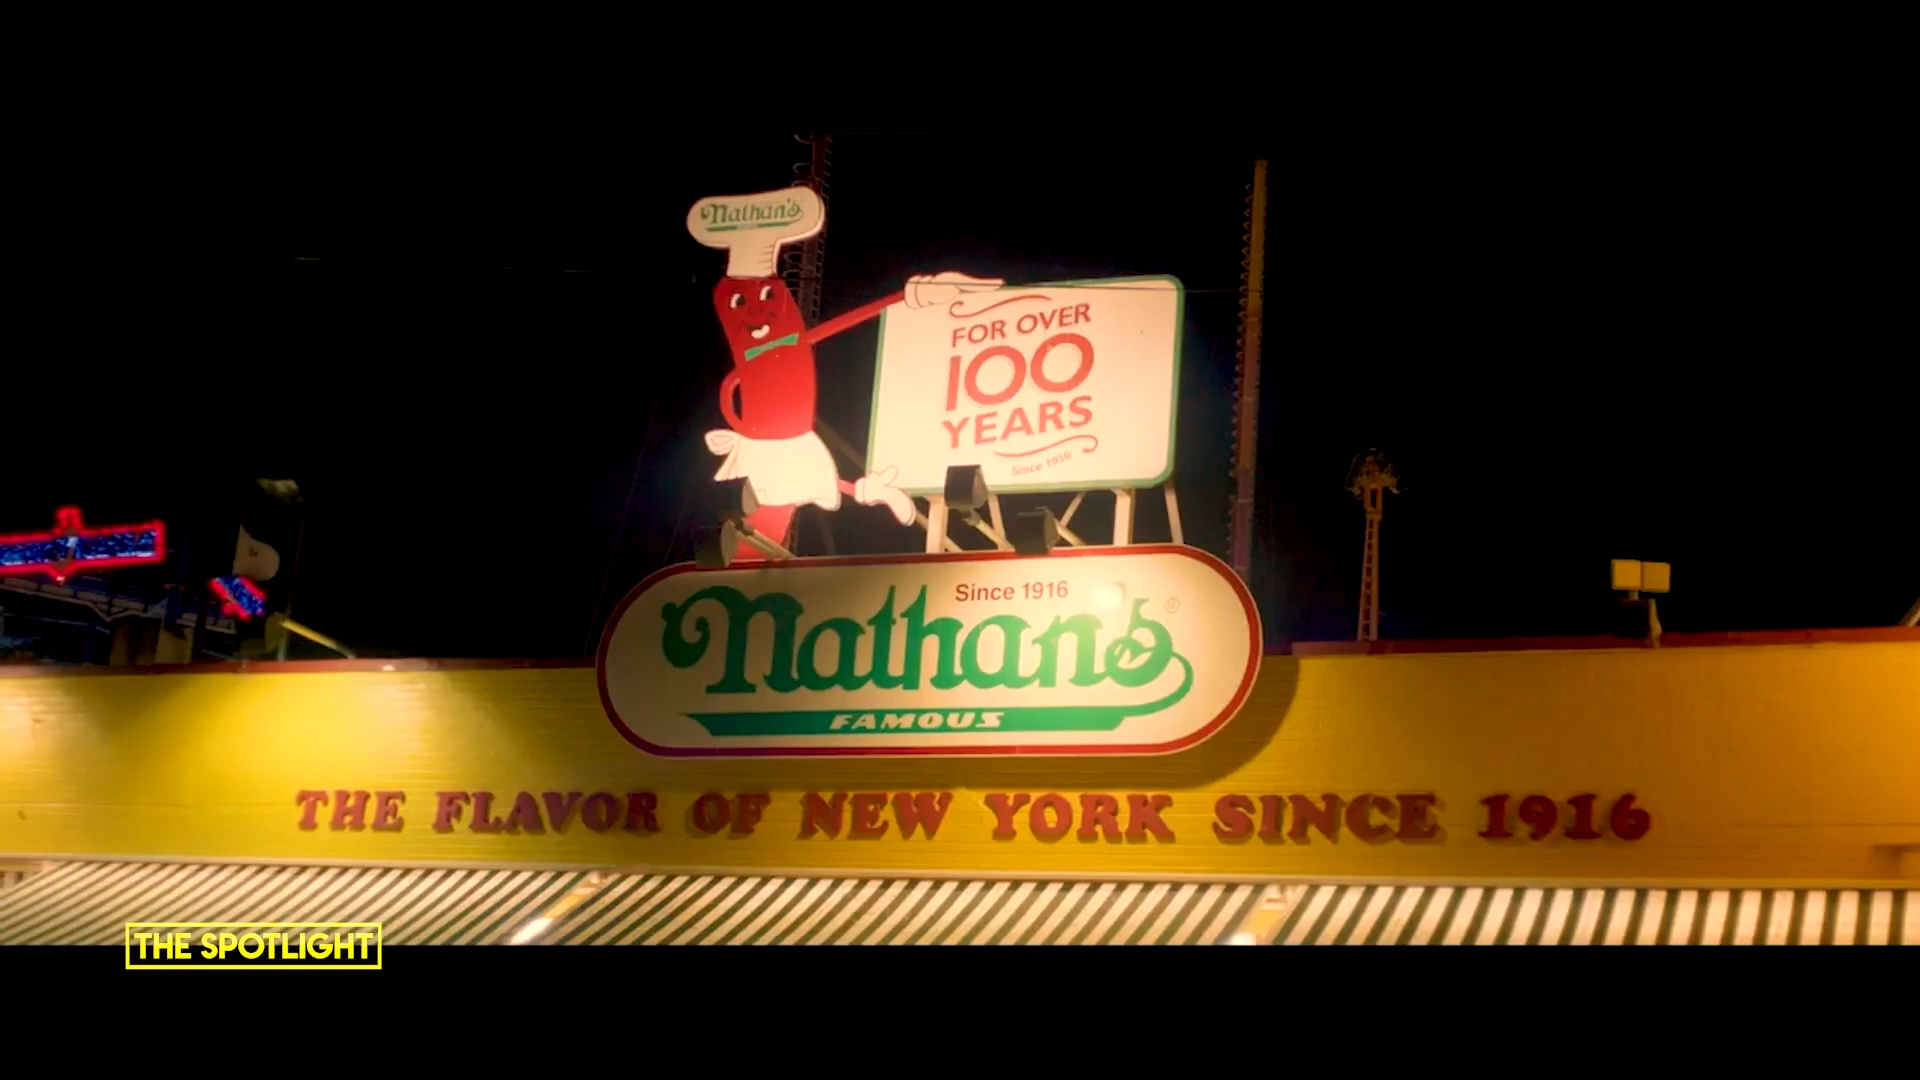 Nathan's
FOR OVER
100
YEARS
Since 1916
Since 1916
Nathan's ®
FAMOUS
THE FLAVOR OF NEW YORK SINCE 1916
THE SPOTLIGHT